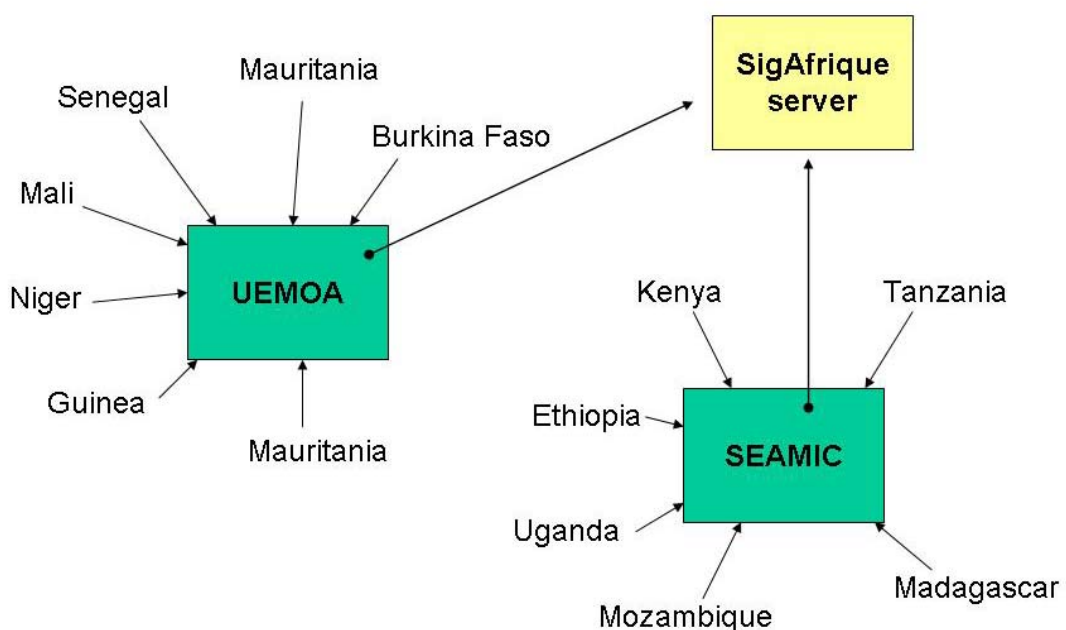 Mauritania
SigAfrique
server
Senegal
Burkina Faso
Mali
UEMOA
Niger
Kenya
Tanzania
Guinea
Ethiopia
Mauritania
SEAMIC
Uganda
Madagascar
Mozambique